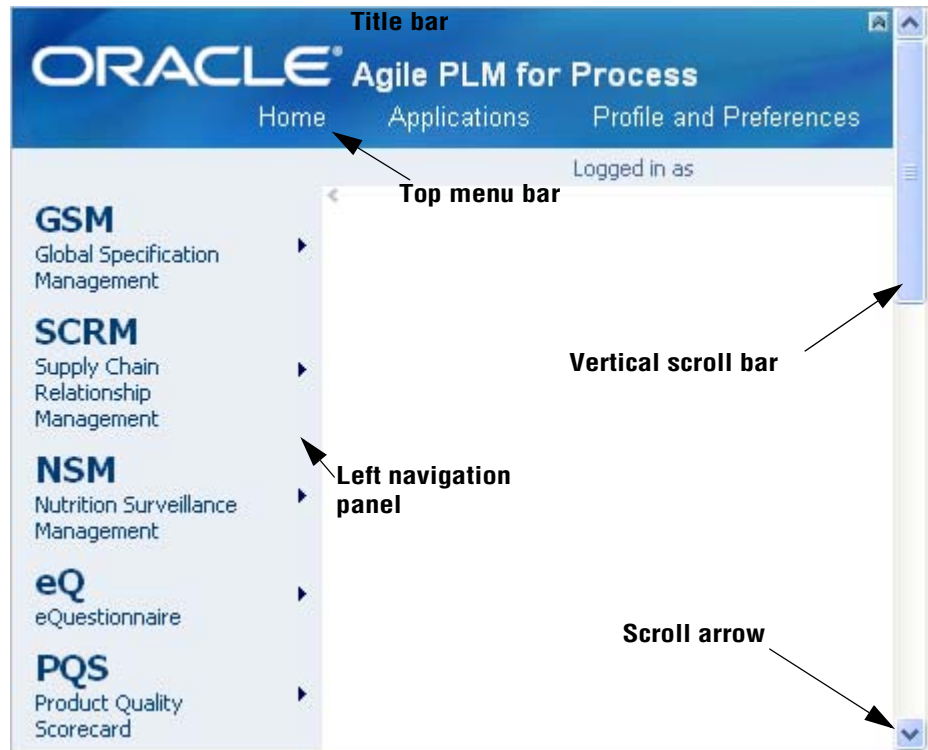 Title bar
ORACLE® Agile PLM for Process
Home Applications Profile and Preferences
Logged in as
Top menu bar
GSM
Global Specification
Management
SCRM
Supply Chain
Relationship
Management
Vertical scroll bar
Left navigation
panel
NSM
Nutrition Surveillance
Management
eQ
eQuestionnaire
Scroll arrow
PQS
Product Quality
Scorecard